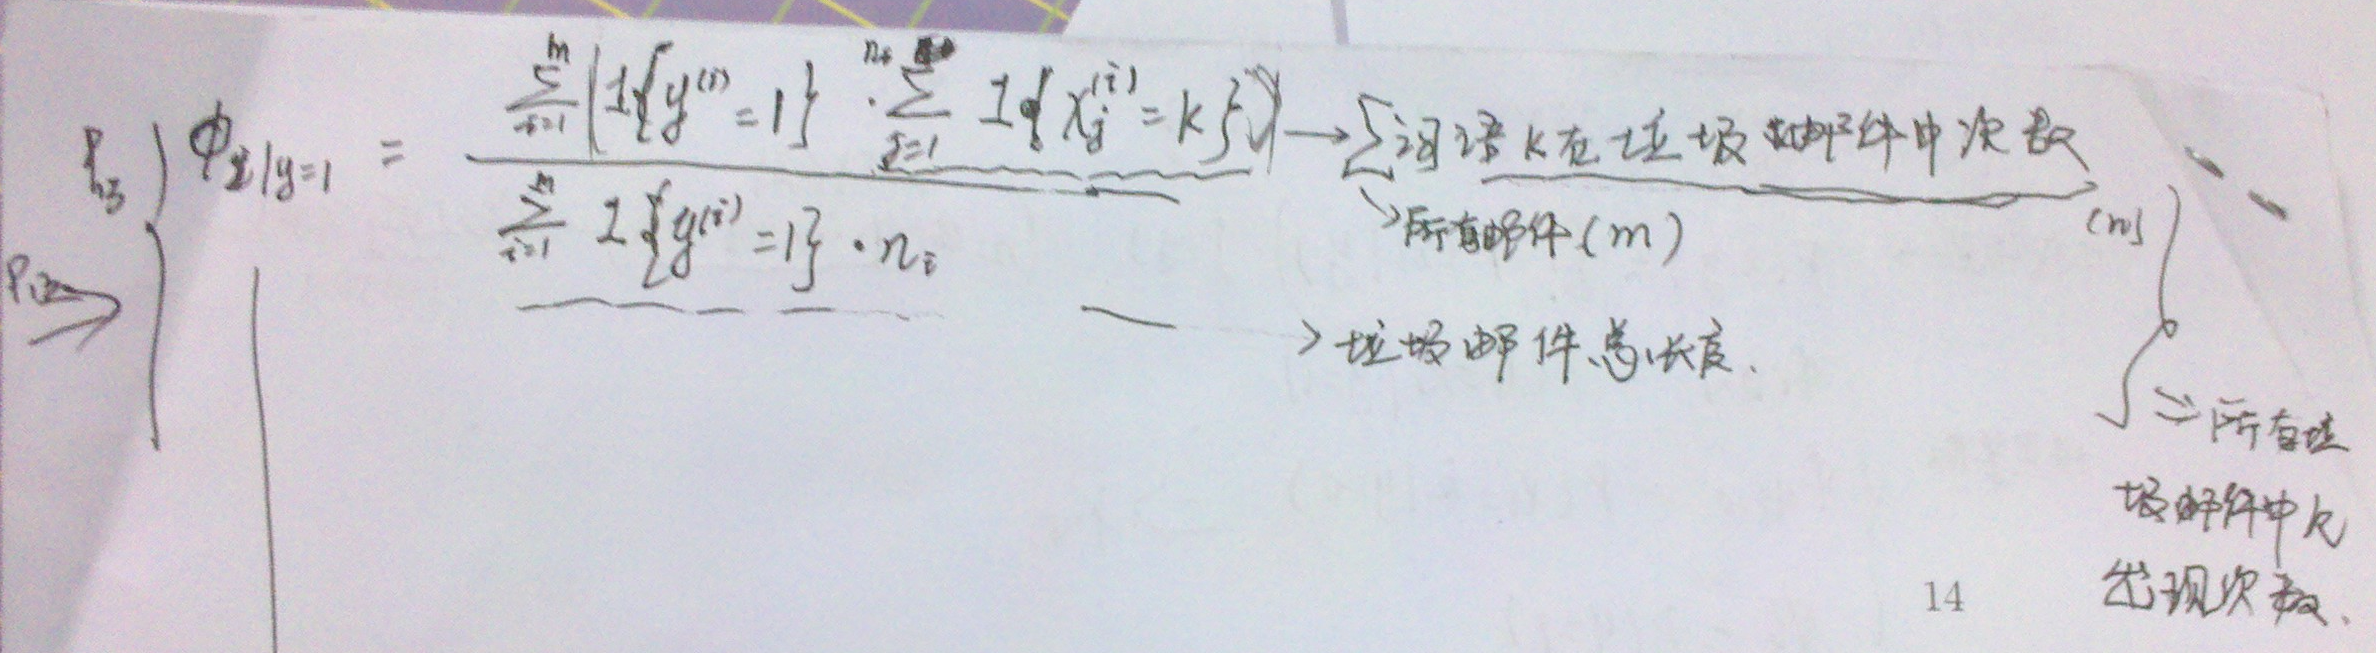 P₁₃ ϕ_{x|y=1} = \frac{\sum_{i=1}^{m} (1\{y^{(i)}=1\} \cdot \sum_{j=1}^{n_i} 1\{x_j^{(i)}=k\})}{\sum_{i=1}^{m} 1\{y^{(i)}=1\} \cdot n_i} → ∑词语k在垃圾邮件中次数
所有邮件(m)
(m)
→垃圾邮件总长度.
⇒所有垃
圾邮件中k
出现次数.
14